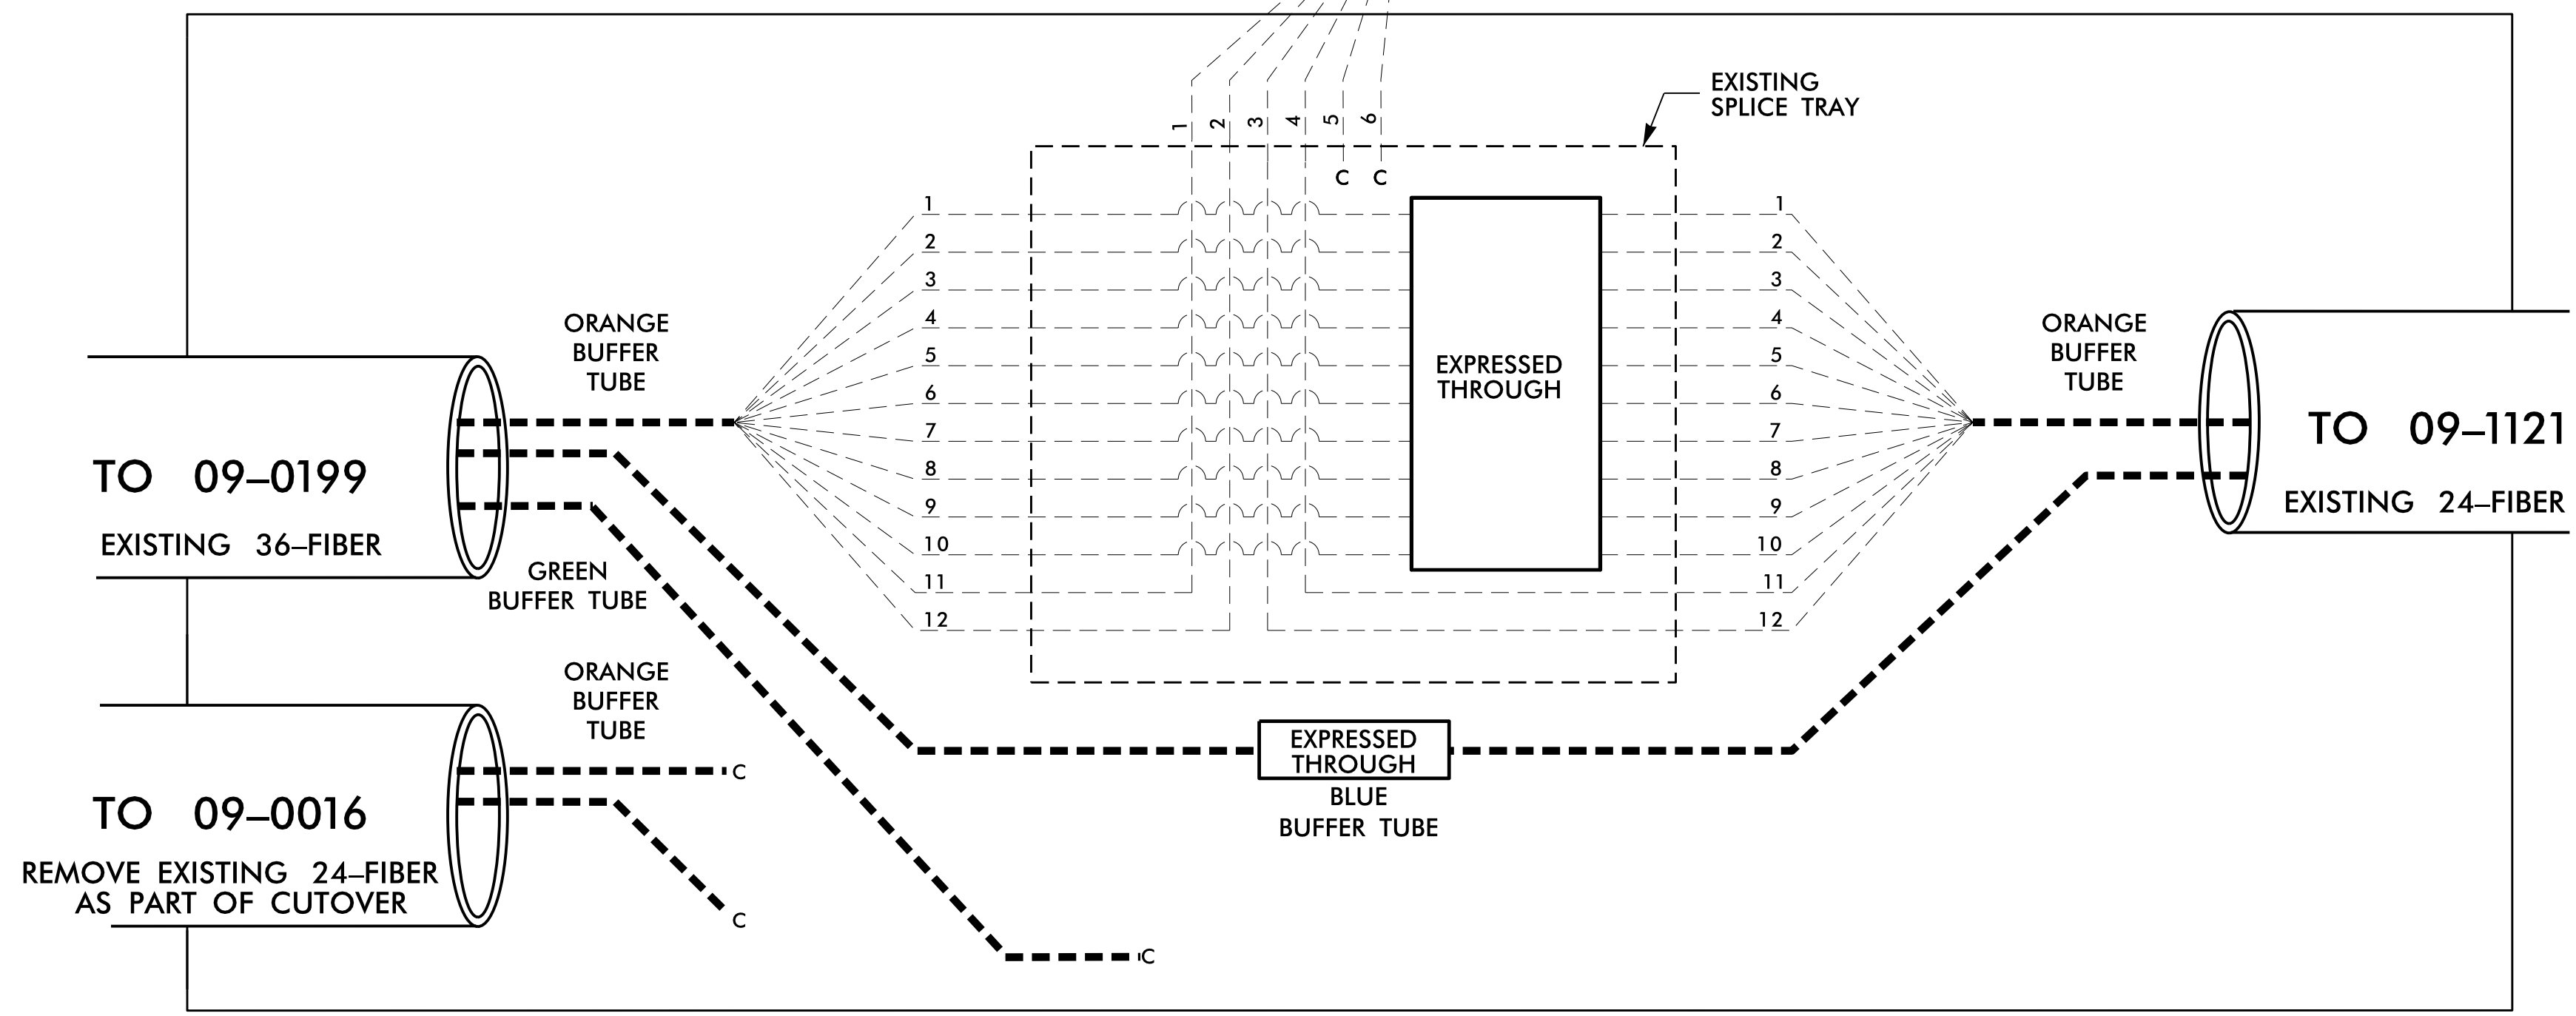 EXISTING
SPLICE TRAY
1
2
3
4
5
6
C C
1
2
3
4
5
6
7
8
9
10
11
12
EXPRESSED
THROUGH
1
2
3
4
5
6
7
8
9
10
11
12
ORANGE
BUFFER
TUBE
ORANGE
BUFFER
TUBE
TO 09–0199
EXISTING 36–FIBER
TO 09–1121
EXISTING 24–FIBER
GREEN
BUFFER TUBE
ORANGE
BUFFER
TUBE
C
TO 09–0016
REMOVE EXISTING 24–FIBER
AS PART OF CUTOVER
C
C
EXPRESSED
THROUGH
BLUE
BUFFER TUBE